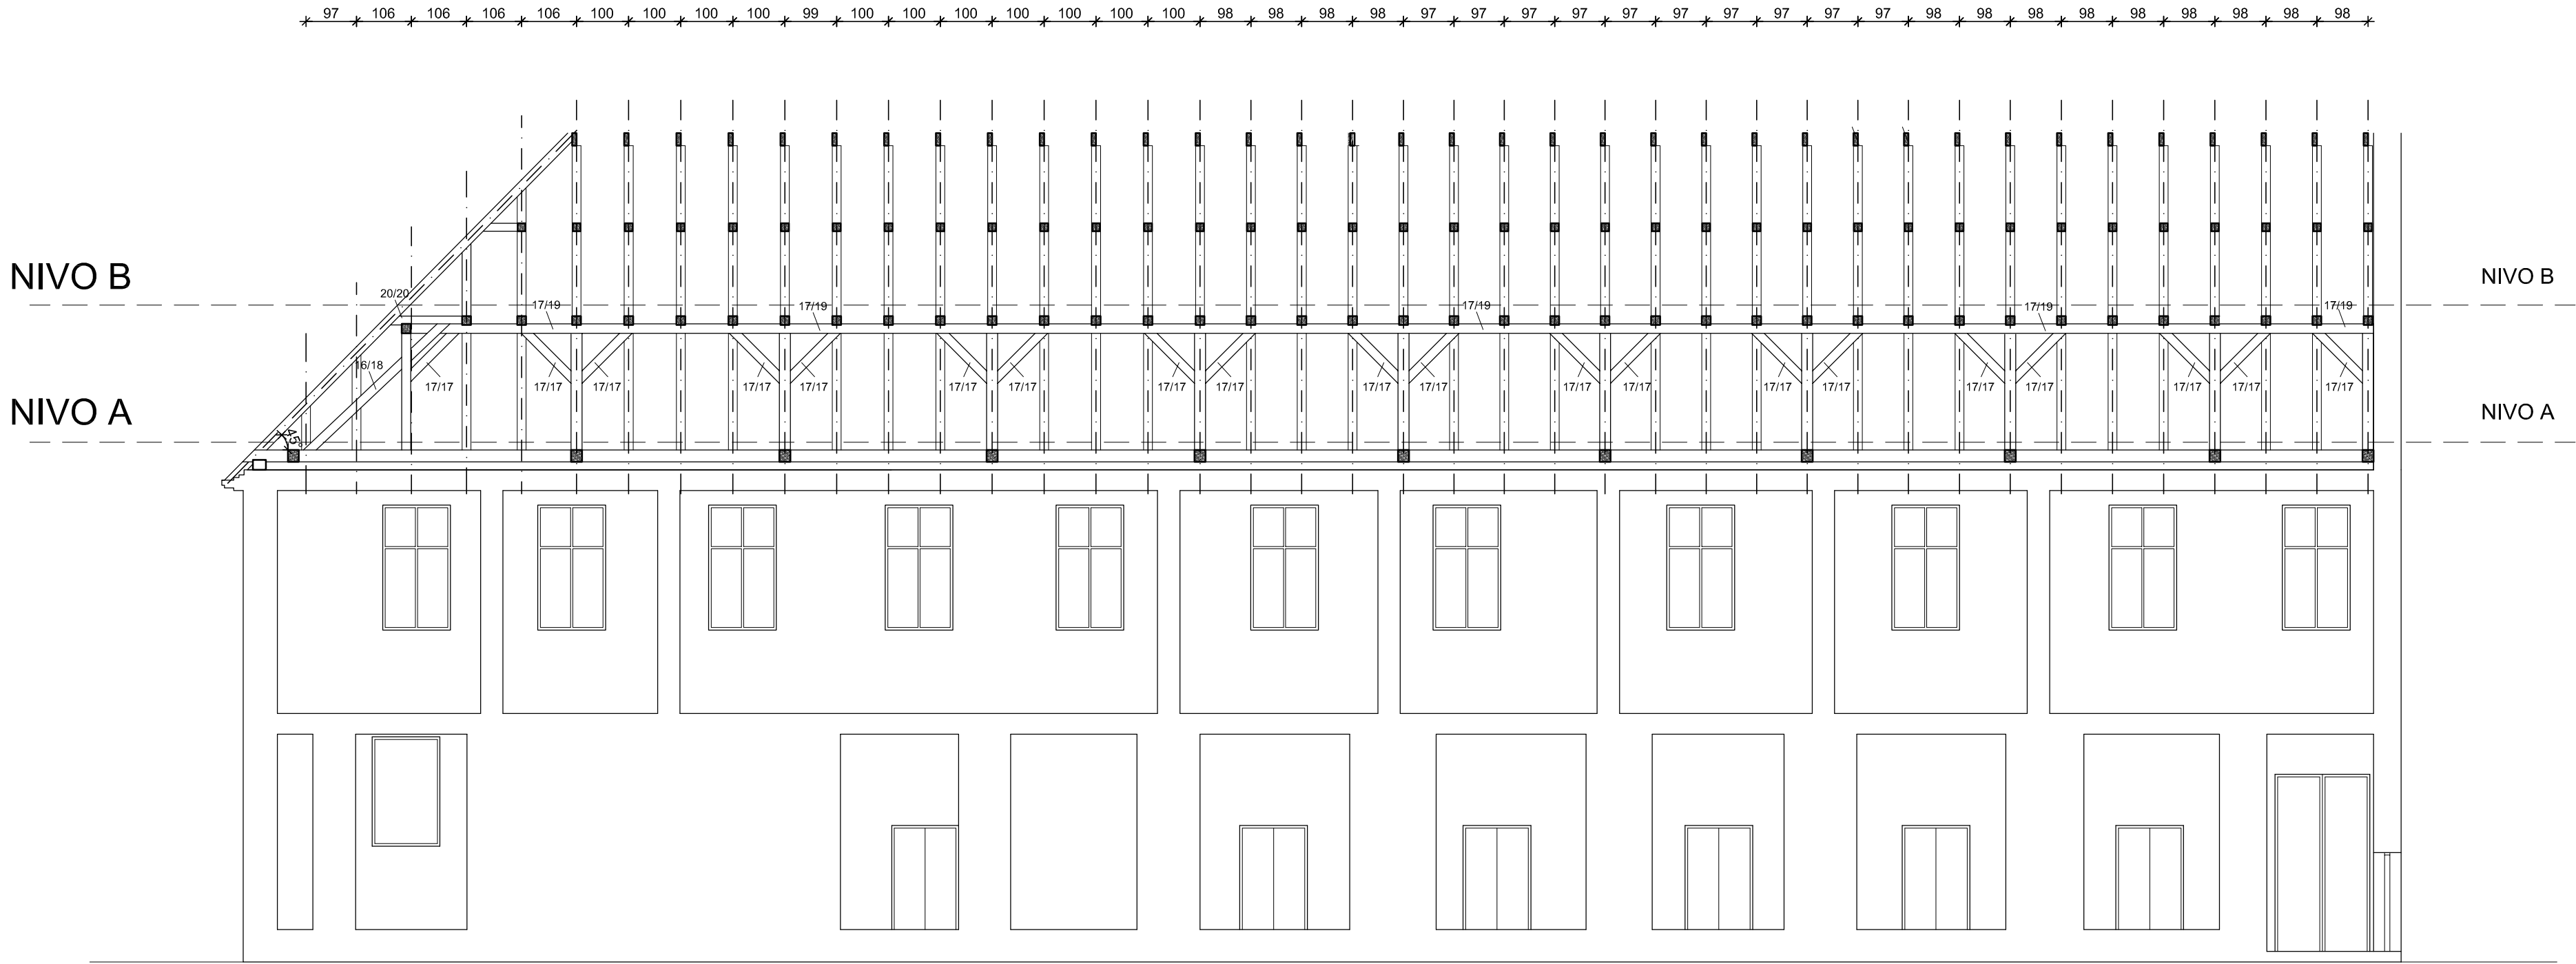 97 106 106 106 106 100 100 100 100 99 100 100 100 100 100 100 100 98 98 98 98 97 97 97 97 97 97 97 97 97 97 98 98 98 98 98 98 98 98 98
NIVO B
NIVO B
20/20 17/19 17/19 17/19 17/19 17/19
16/18
17/17 17/17 17/17 17/17 17/17 17/17 17/17 17/17 17/17 17/17 17/17 17/17 17/17 17/17 17/17 17/17 17/17 17/17 17/17 17/17
NIVO A
NIVO A
45°